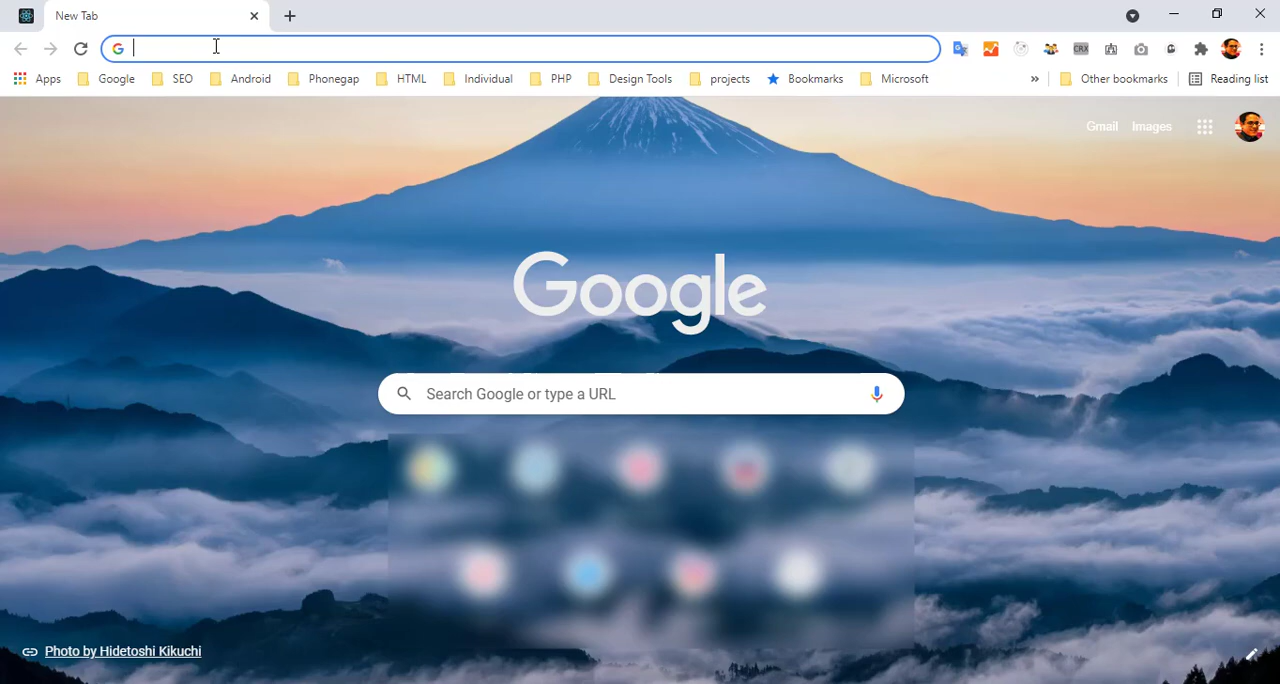 New Tab
Apps Google SEO Android Phonegap HTML Individual PHP Design Tools projects Bookmarks Microsoft » Other bookmarks Reading list
CRX
Gmail Images
Google
Search Google or type a URL
Photo by Hidetoshi Kikuchi